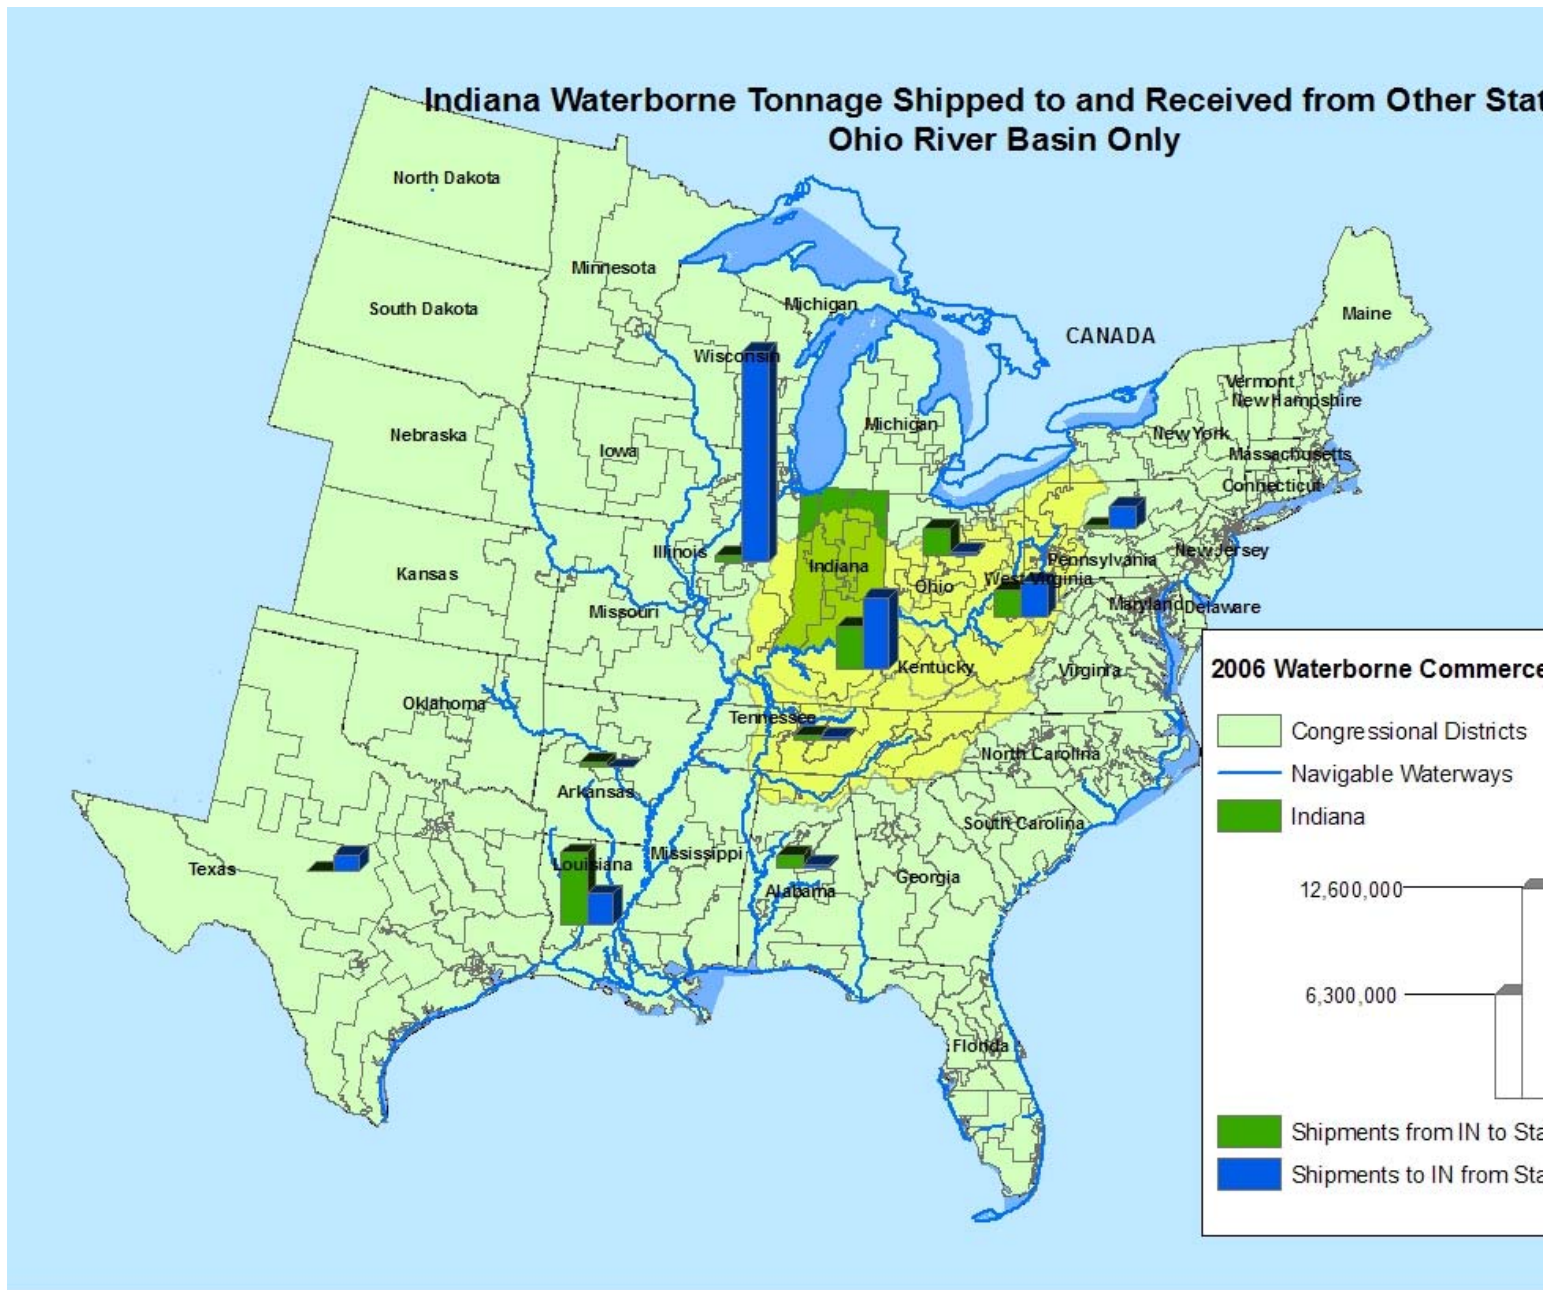 Indiana Waterborne Tonnage Shipped to and Received from Other Stat
Ohio River Basin Only
North Dakota
Minnesota
South Dakota
Michigan
Maine
CANADA
Wisconsin
Vermont
New Hampshire
Nebraska
Iowa
Michigan
New York
Massachusetts
Connecticut
Illinois
Indiana
Ohio
Pennsylvania
New Jersey
West Virginia
Kansas
Missouri
Maryland
Delaware
Kentucky
Virginia
Oklahoma
Tennessee
North Carolina
Arkansas
South Carolina
Texas
Louisiana
Mississippi
Alabama
Georgia
Florida
2006 Waterborne Commerce
Congressional Districts
Navigable Waterways
Indiana
12,600,000
6,300,000
Shipments from IN to Sta
Shipments to IN from Sta